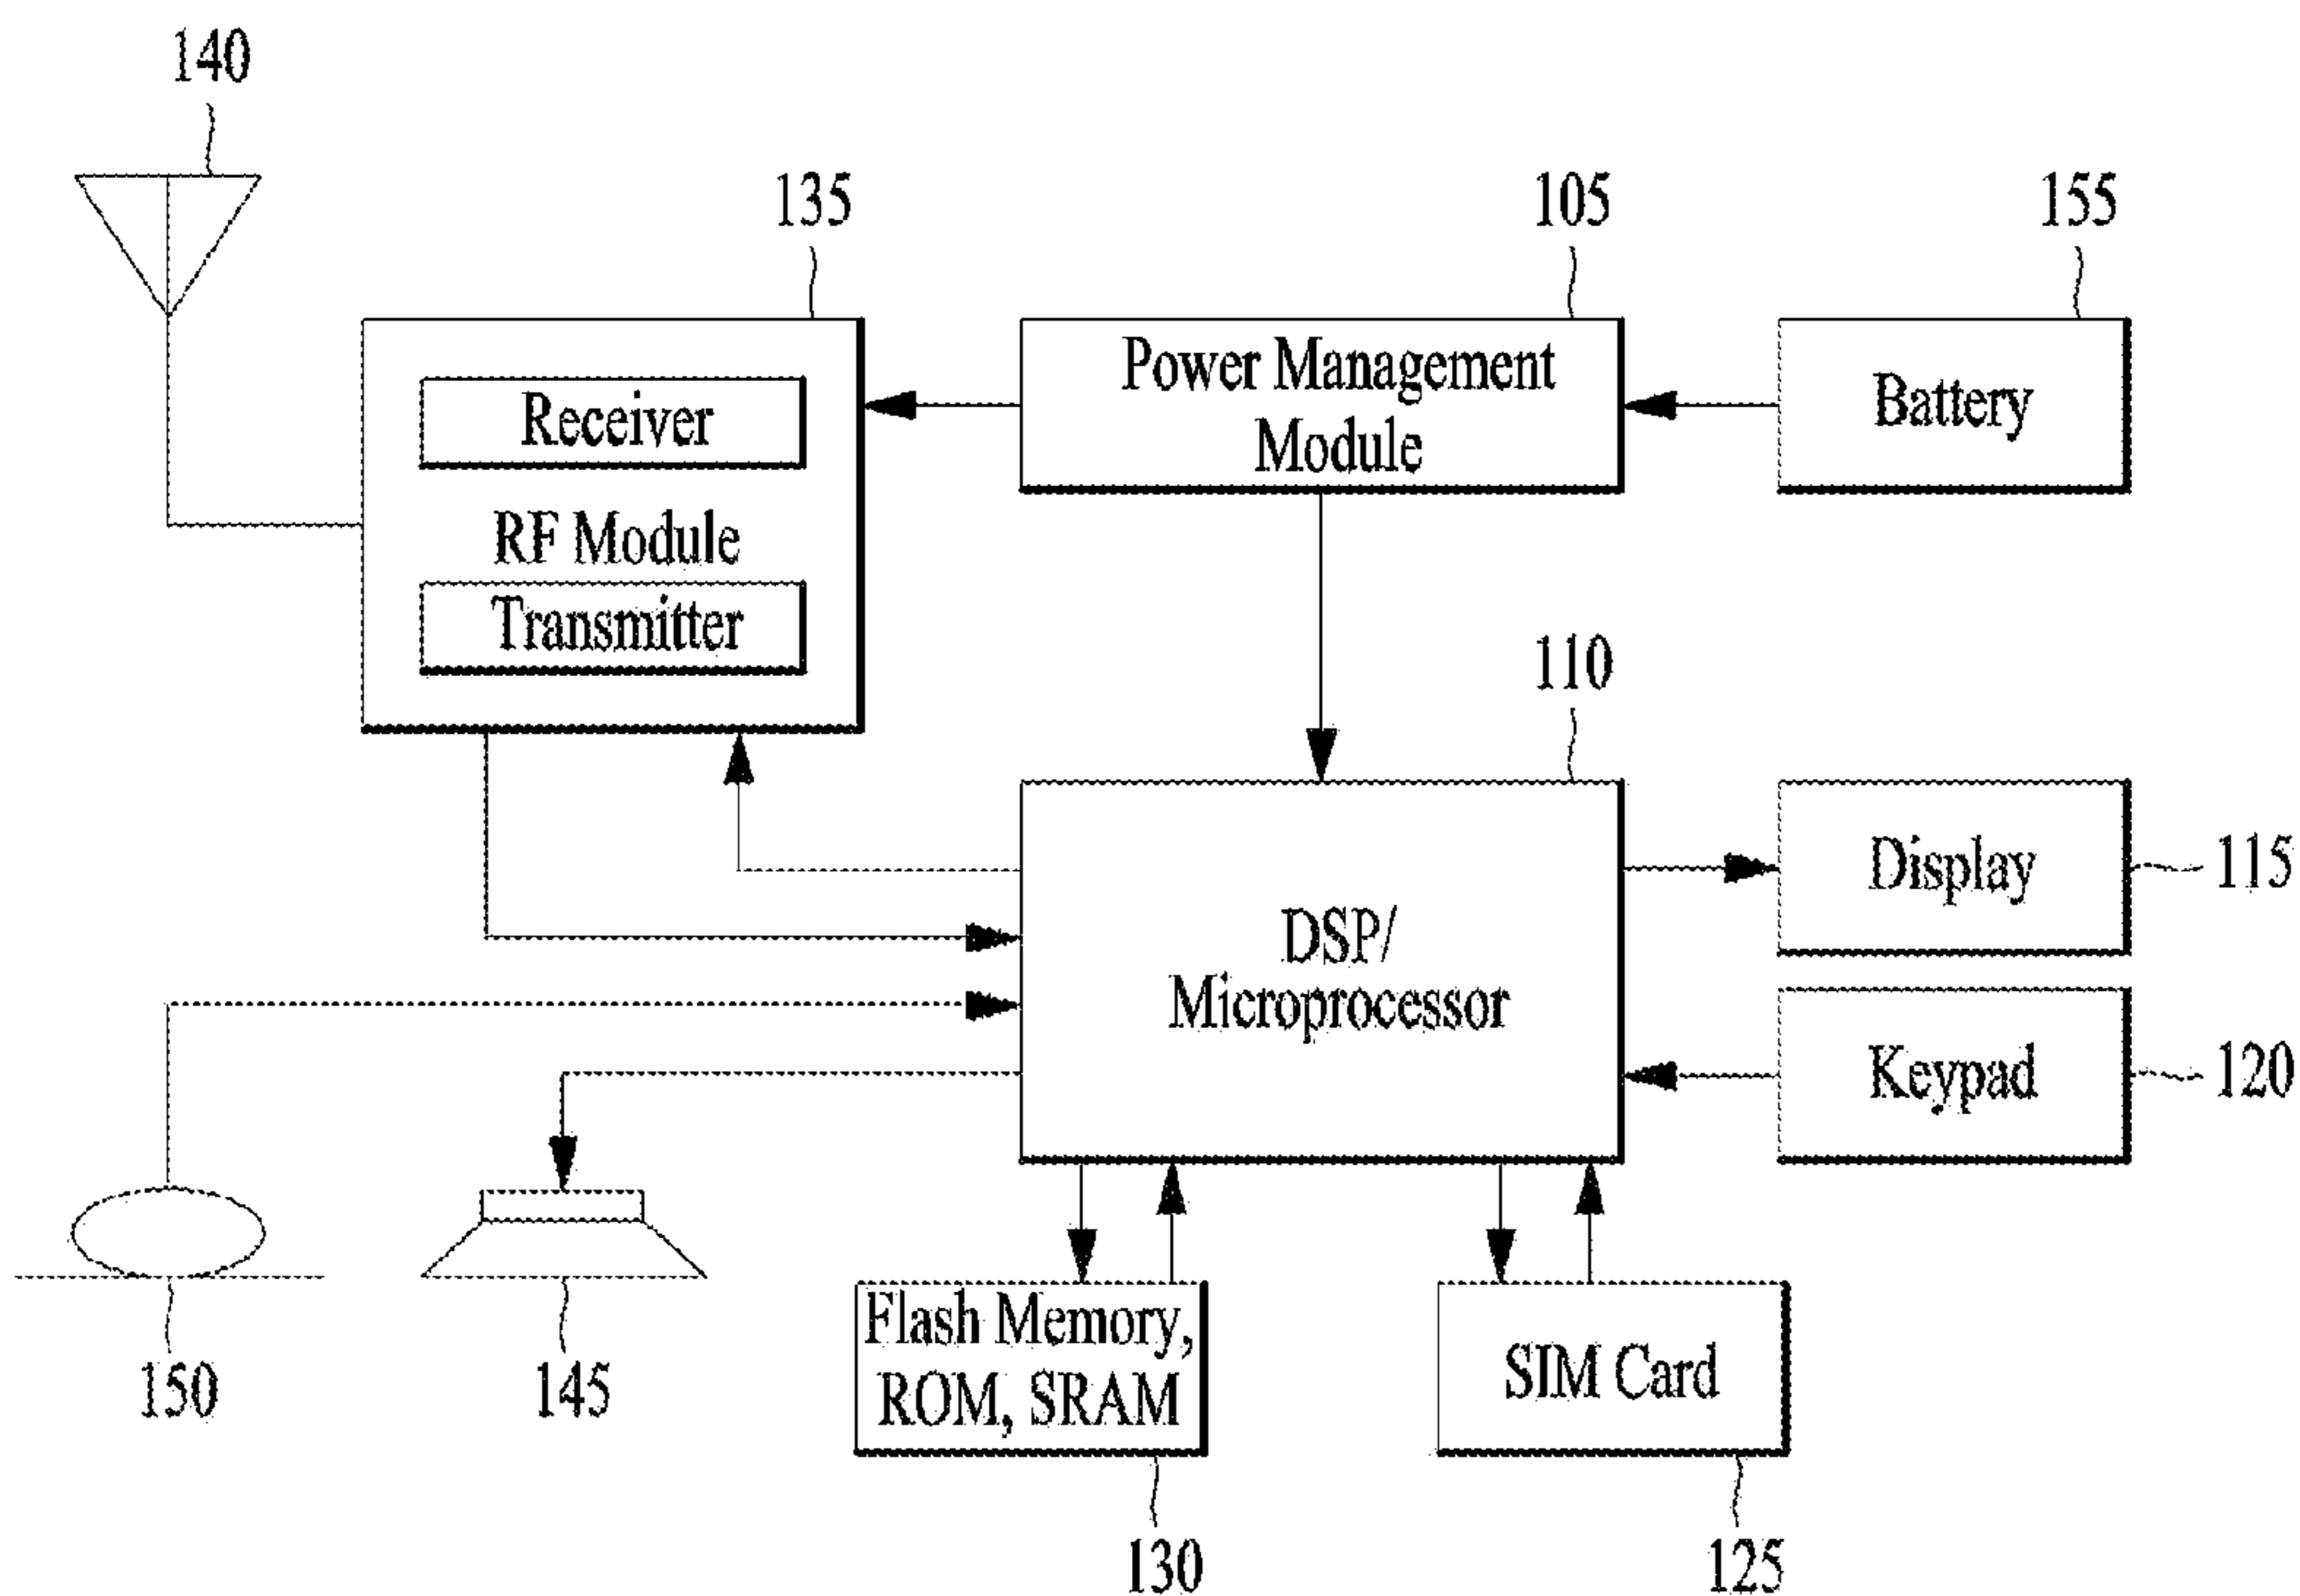 140
135
105
155
Receiver
RF Module
Transmitter
Power Management
Module
Battery
110
DSP/
Microprocessor
Display
115
Keypad
120
150
145
Flash Memory,
ROM, SRAM
SIM Card
130
125